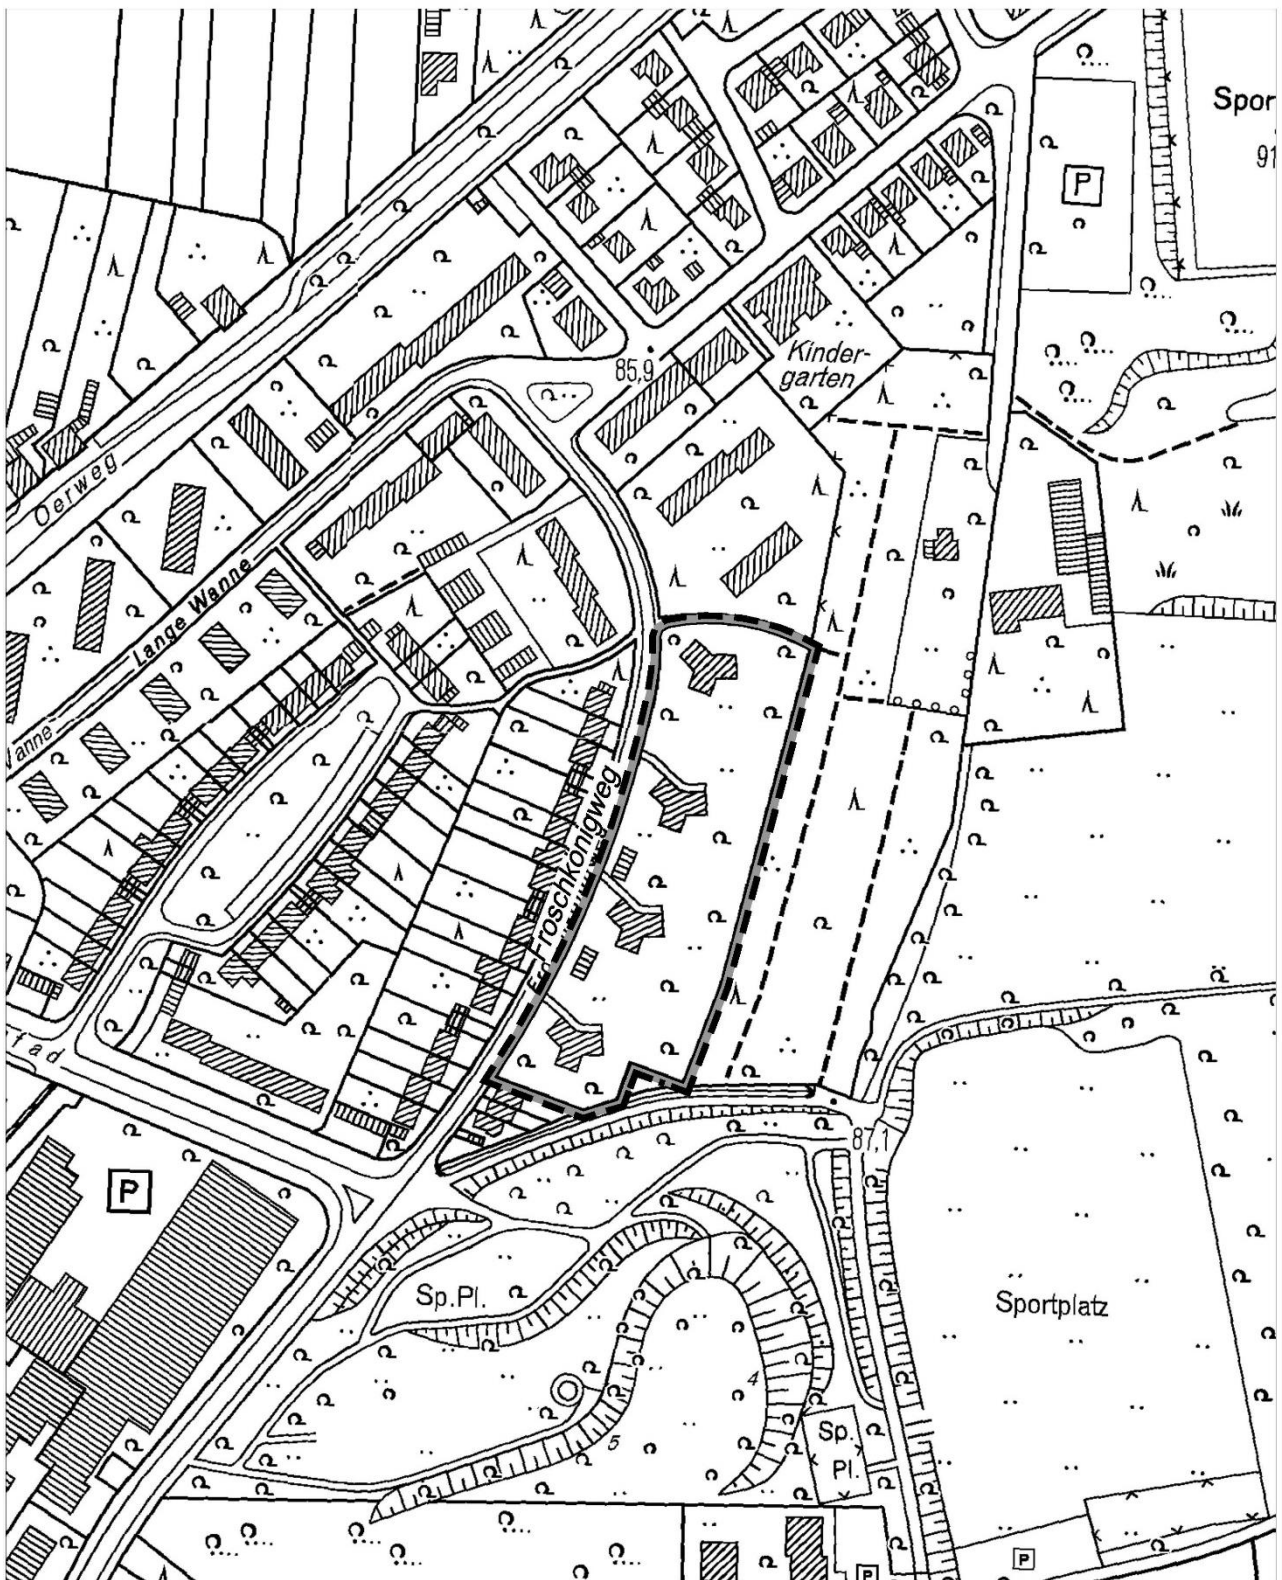 Spor
91
P
Kinder-
garten
85,9
Oerweg
Lange Wanne
Wanne
Froschkönigweg
fad
P
87,1
Sp.Pl.
Sportplatz
4
5
Sp.
Pl.
P
P